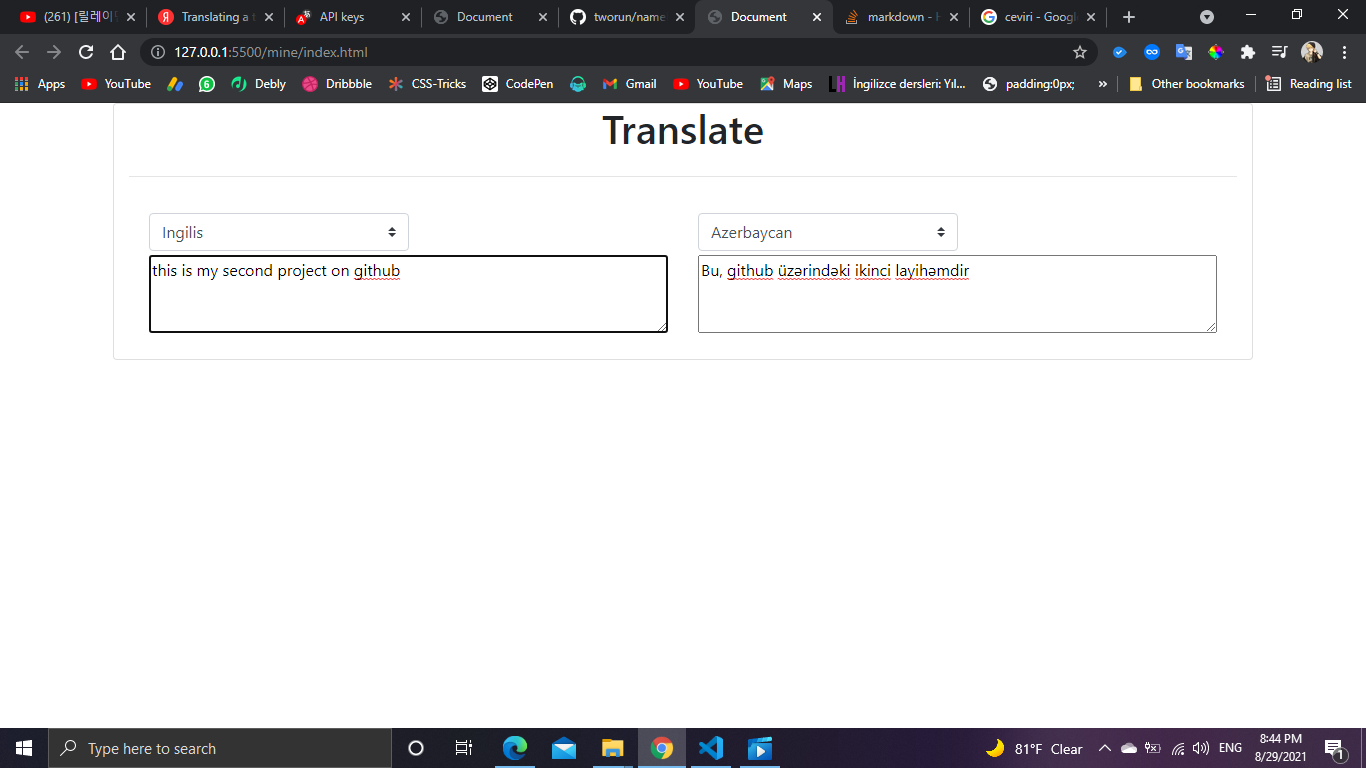 (261) [릴레이
Translating a t
API keys
Document
tworun/name
Document
markdown - H
ceviri - Googl
127.0.0.1:5500/mine/index.html
Apps
YouTube
6
Debly
Dribbble
CSS-Tricks
CodePen
Gmail
YouTube
Maps
LH
İngilizce dersleri: Yıl...
padding:0px;
»
Other bookmarks
Reading list
Translate
Ingilis
Azerbaycan
this is my second project on github
Bu, github üzərindəki ikinci layihəmdir
Type here to search
81°F Clear
ENG
8:44 PM
8/29/2021
1